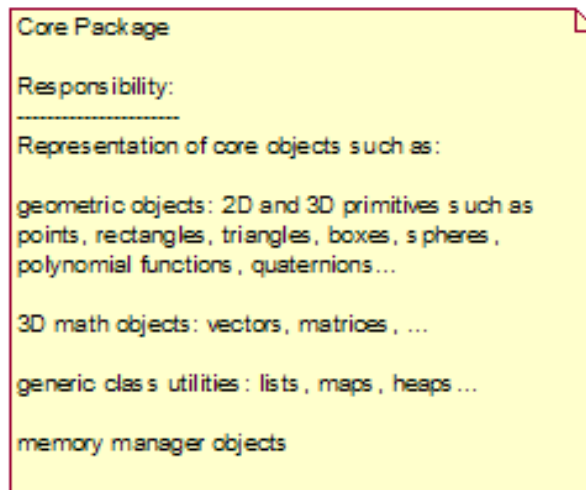 Core Package
Responsibility:
-----------------------
Representation of core objects such as:
geometric objects: 2D and 3D primitives such as
points, rectangles, triangles, boxes, spheres,
polynomial functions, quaternions...
3D math objects: vectors, matrices, ...
generic class utilities: lists, maps, heaps...
memory manager objects